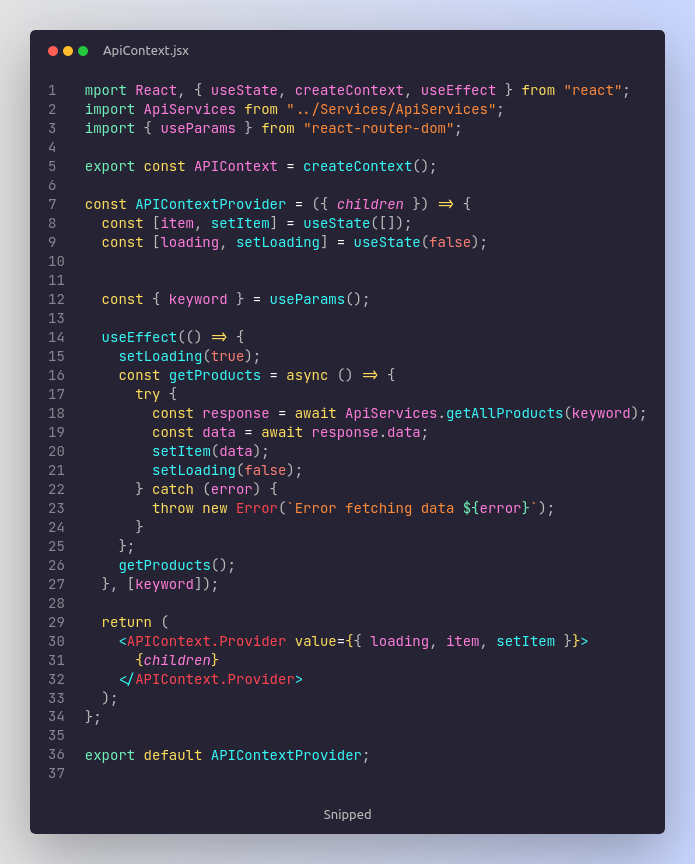 ApiContext.jsx
1 mport React, { useState, createContext, useEffect } from "react";
2 import ApiServices from "../Services/ApiServices";
3 import { useParams } from "react-router-dom";
4
5 export const APIContext = createContext();
6
7 const APIContextProvider = ({ children }) => {
8   const [item, setItem] = useState([]);
9   const [loading, setLoading] = useState(false);
10
11
12   const { keyword } = useParams();
13
14   useEffect(() => {
15     setLoading(true);
16     const getProducts = async () => {
17       try {
18         const response = await ApiServices.getAllProducts(keyword);
19         const data = await response.data;
20         setItem(data);
21         setLoading(false);
22       } catch (error) {
23         throw new Error(`Error fetching data ${error}`);
24       }
25     };
26     getProducts();
27   }, [keyword]);
28
29   return (
30     <APIContext.Provider value={{ loading, item, setItem }}>
31       {children}
32     </APIContext.Provider>
33   );
34 };
35
36 export default APIContextProvider;
37
Snipped